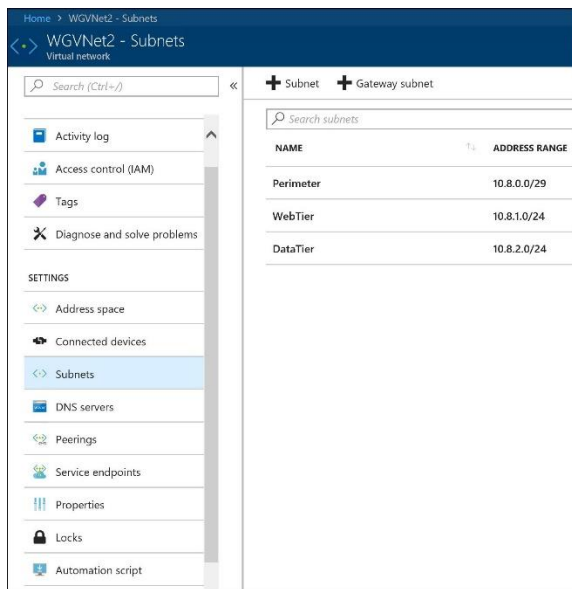 Home > WGVNet2 - Subnets
WGVNet2 - Subnets
Virtual network
Search (Ctrl+/)
«
Activity log
Access control (IAM)
Tags
Diagnose and solve problems
SETTINGS
Address space
Connected devices
Subnets
DNS servers
Peerings
Service endpoints
Properties
Locks
Automation script
+ Subnet + Gateway subnet
Search subnets
NAME ADDRESS RANGE
Perimeter 10.8.0.0/29
WebTier 10.8.1.0/24
DataTier 10.8.2.0/24